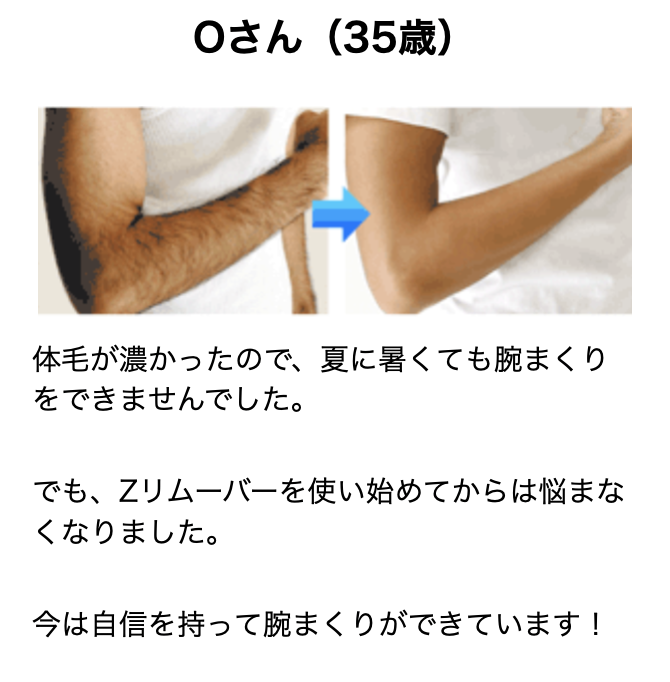 Oさん（35歳）
体毛が濃かったので、夏に暑くても腕まくり
をできませんでした。
でも、Zリムーバーを使い始めてからは悩まな
くなりました。
今は自信を持って腕まくりができています！